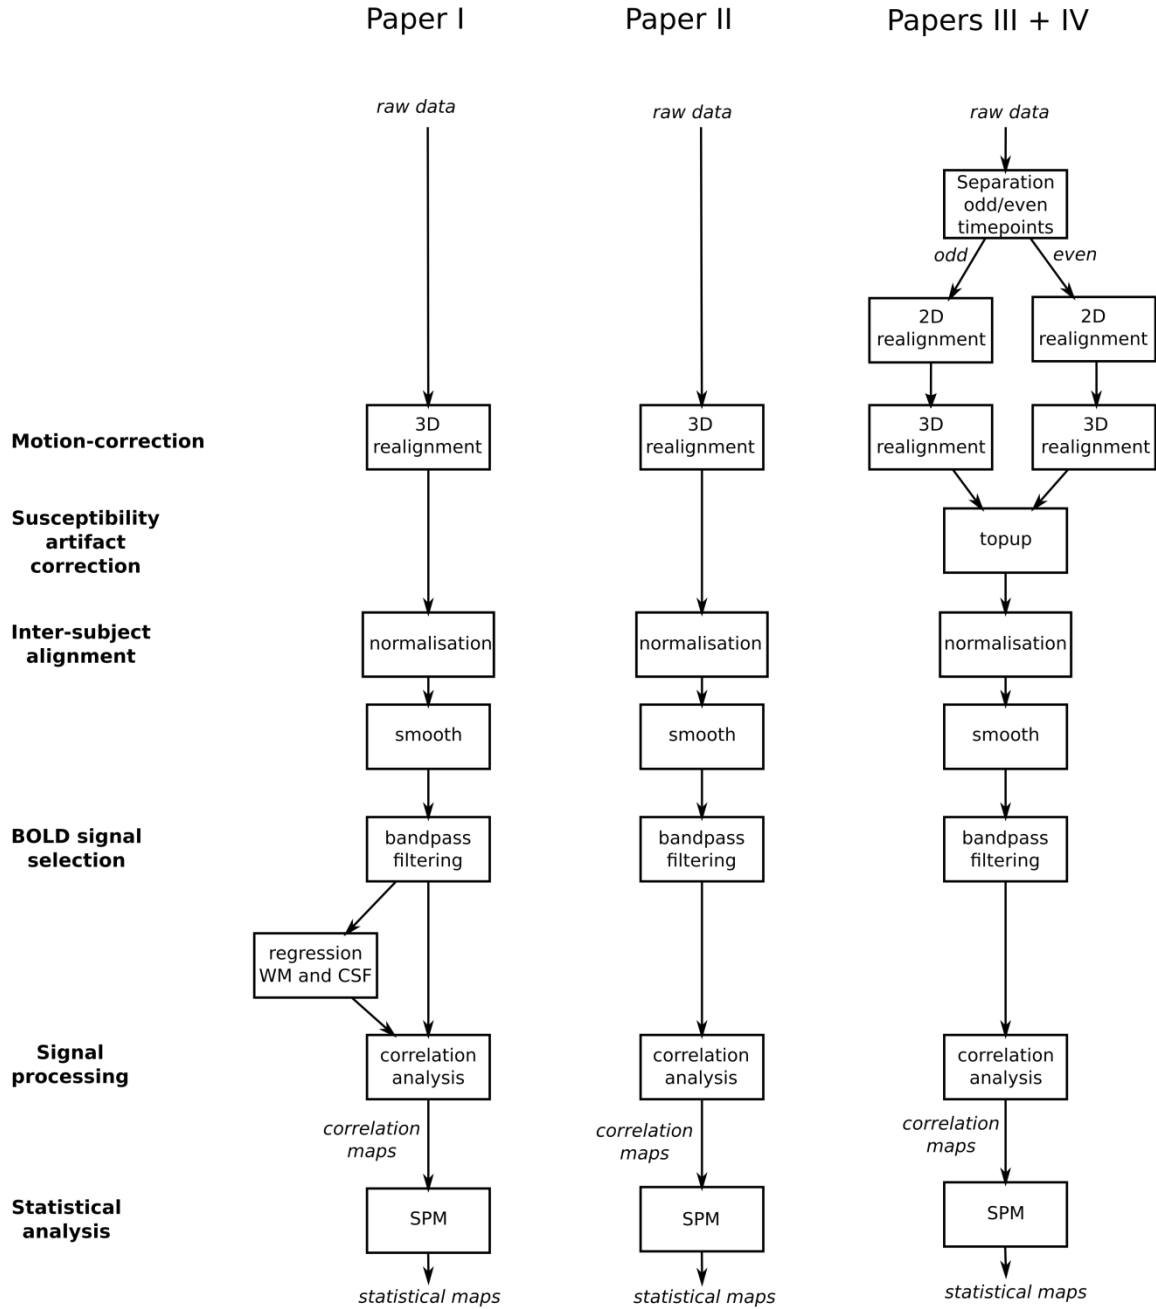 Paper I
Paper II
Papers III + IV
raw data
raw data
raw data
Separation
odd/even
timepoints
odd
even
2D
realignment
2D
realignment
Motion-correction
3D
realignment
3D
realignment
3D
realignment
3D
realignment
Susceptibility
artifact
correction
topup
Inter-subject
alignment
normalisation
normalisation
normalisation
smooth
smooth
smooth
BOLD signal
selection
bandpass
filtering
bandpass
filtering
bandpass
filtering
regression
WM and CSF
Signal
processing
correlation
analysis
correlation
analysis
correlation
analysis
correlation
maps
correlation
maps
correlation
maps
Statistical
analysis
SPM
SPM
SPM
statistical maps
statistical maps
statistical maps